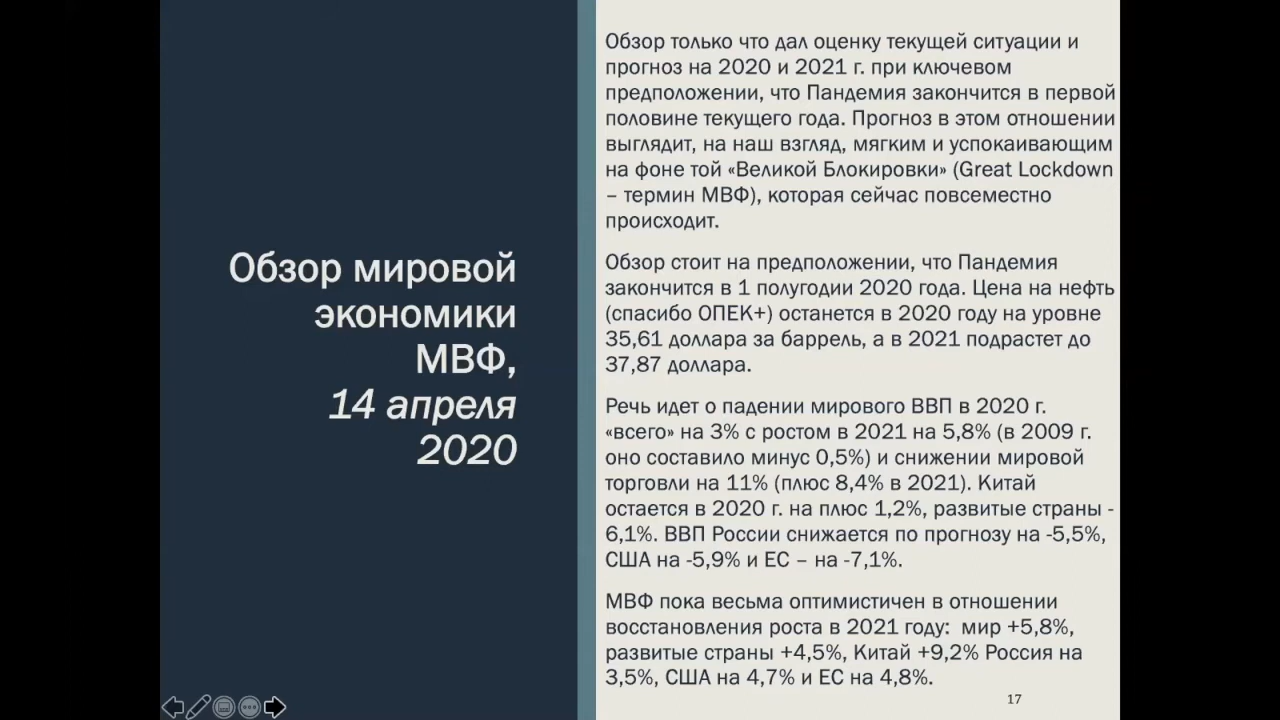 Обзор мировой
экономики
МВФ,
14 апреля
2020
Обзор только что дал оценку текущей ситуации и
прогноз на 2020 и 2021 г. при ключевом
предположении, что Пандемия закончится в первой
половине текущего года. Прогноз в этом отношении
выглядит, на наш взгляд, мягким и успокаивающим
на фоне той «Великой Блокировки» (Great Lockdown
– термин МВФ), которая сейчас повсеместно
происходит.
Обзор стоит на предположении, что Пандемия
закончится в 1 полугодии 2020 года. Цена на нефть
(спасибо ОПЕК+) останется в 2020 году на уровне
35,61 доллара за баррель, а в 2021 подрастет до
37,87 доллара.
Речь идет о падении мирового ВВП в 2020 г.
«всего» на 3% с ростом в 2021 на 5,8% (в 2009 г.
оно составило минус 0,5%) и снижении мировой
торговли на 11% (плюс 8,4% в 2021). Китай
остается в 2020 г. на плюс 1,2%, развитые страны -
6,1%. ВВП России снижается по прогнозу на -5,5%,
США на -5,9% и ЕС – на -7,1%.
МВФ пока весьма оптимистичен в отношении
восстановления роста в 2021 году:  мир +5,8%,
развитые страны +4,5%, Китай +9,2% Россия на
3,5%, США на 4,7% и ЕС на 4,8%.
17